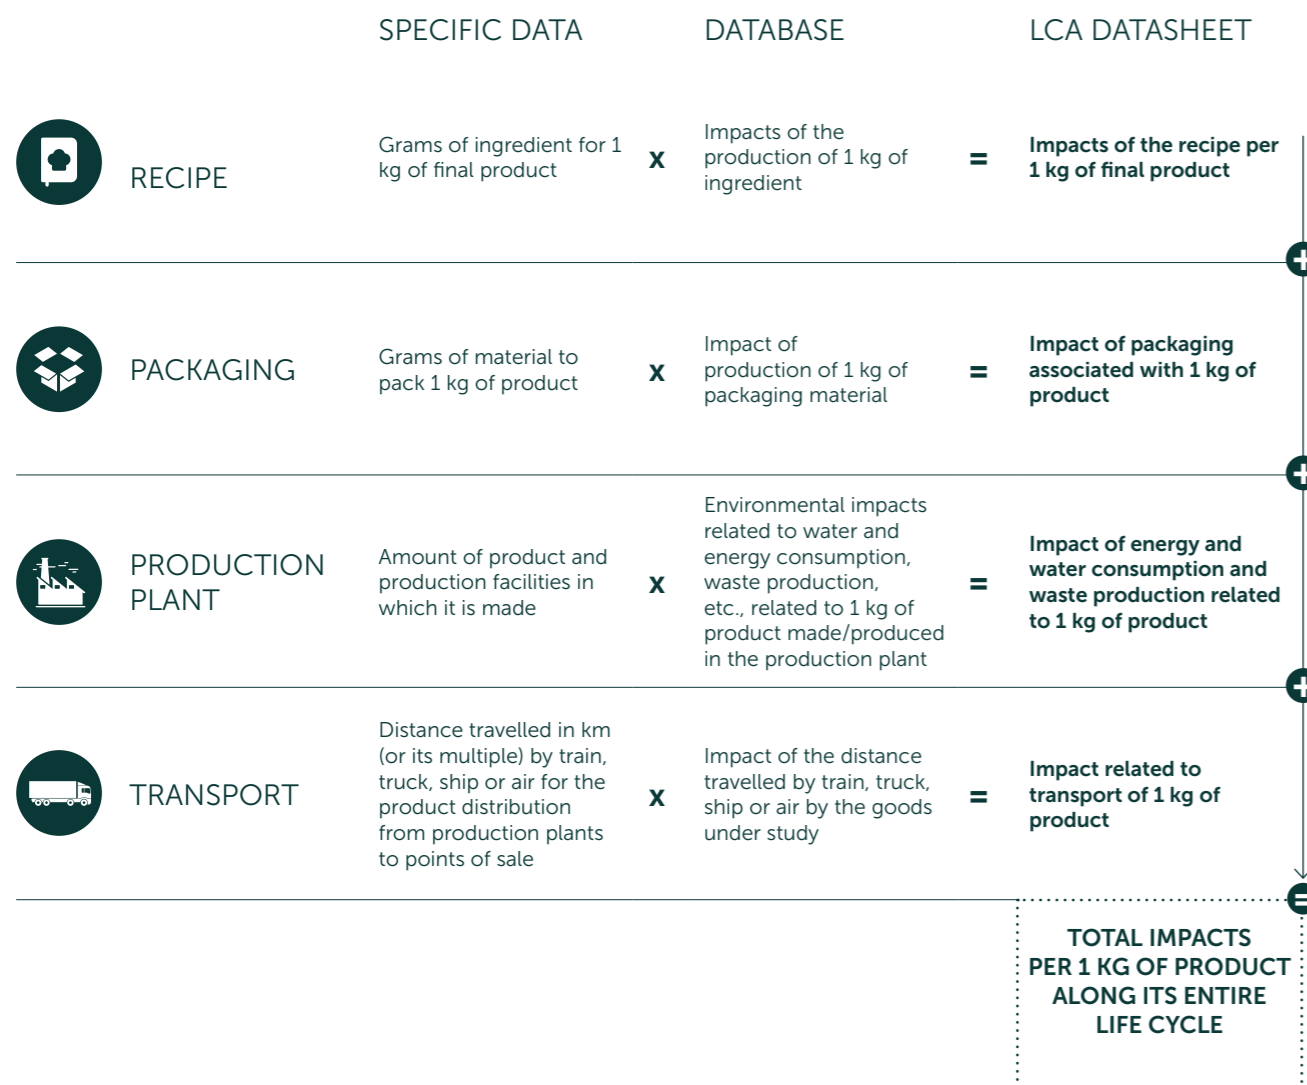 SPECIFIC DATA
DATABASE
LCA DATASHEET
RECIPE
Grams of ingredient for 1
kg of final product
x
Impacts of the
production of 1 kg of
ingredient
=
Impacts of the recipe per
1 kg of final product
+
PACKAGING
Grams of material to
pack 1 kg of product
x
Impact of
production of 1 kg of
packaging material
=
Impact of packaging
associated with 1 kg of
product
+
PRODUCTION
PLANT
Amount of product and
production facilities in
which it is made
x
Environmental impacts
related to water and
energy consumption,
waste production,
etc., related to 1 kg of
product made/produced
in the production plant
=
Impact of energy and
water consumption and
waste production related
to 1 kg of product
+
TRANSPORT
Distance travelled in km
(or its multiple) by train,
truck, ship or air for the
product distribution
from production plants
to points of sale
x
Impact of the distance
travelled by train, truck,
ship or air by the goods
under study
=
Impact related to
transport of 1 kg of
product
=
TOTAL IMPACTS
PER 1 KG OF PRODUCT
ALONG ITS ENTIRE
LIFE CYCLE